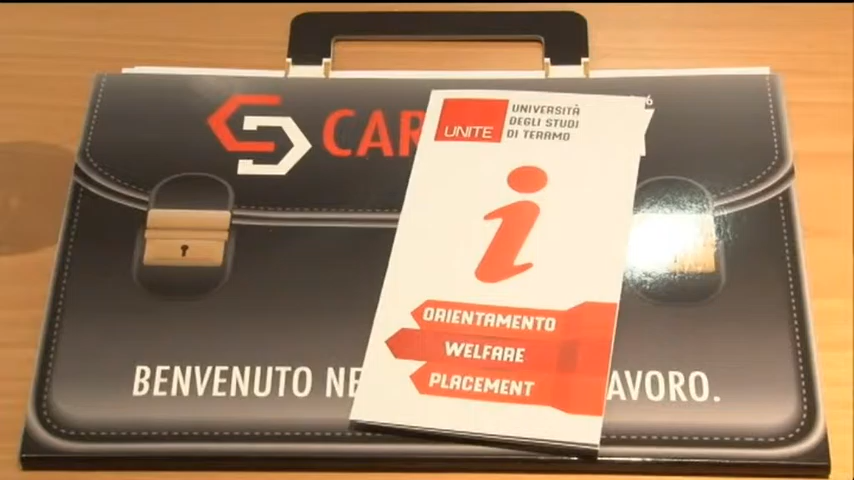 CAR
UNITE
UNIVERSITÀ
DEGLI STUDI
DI TERAMO
i
ORIENTAMENTO
WELFARE
PLACEMENT
BENVENUTO NE AVORO.